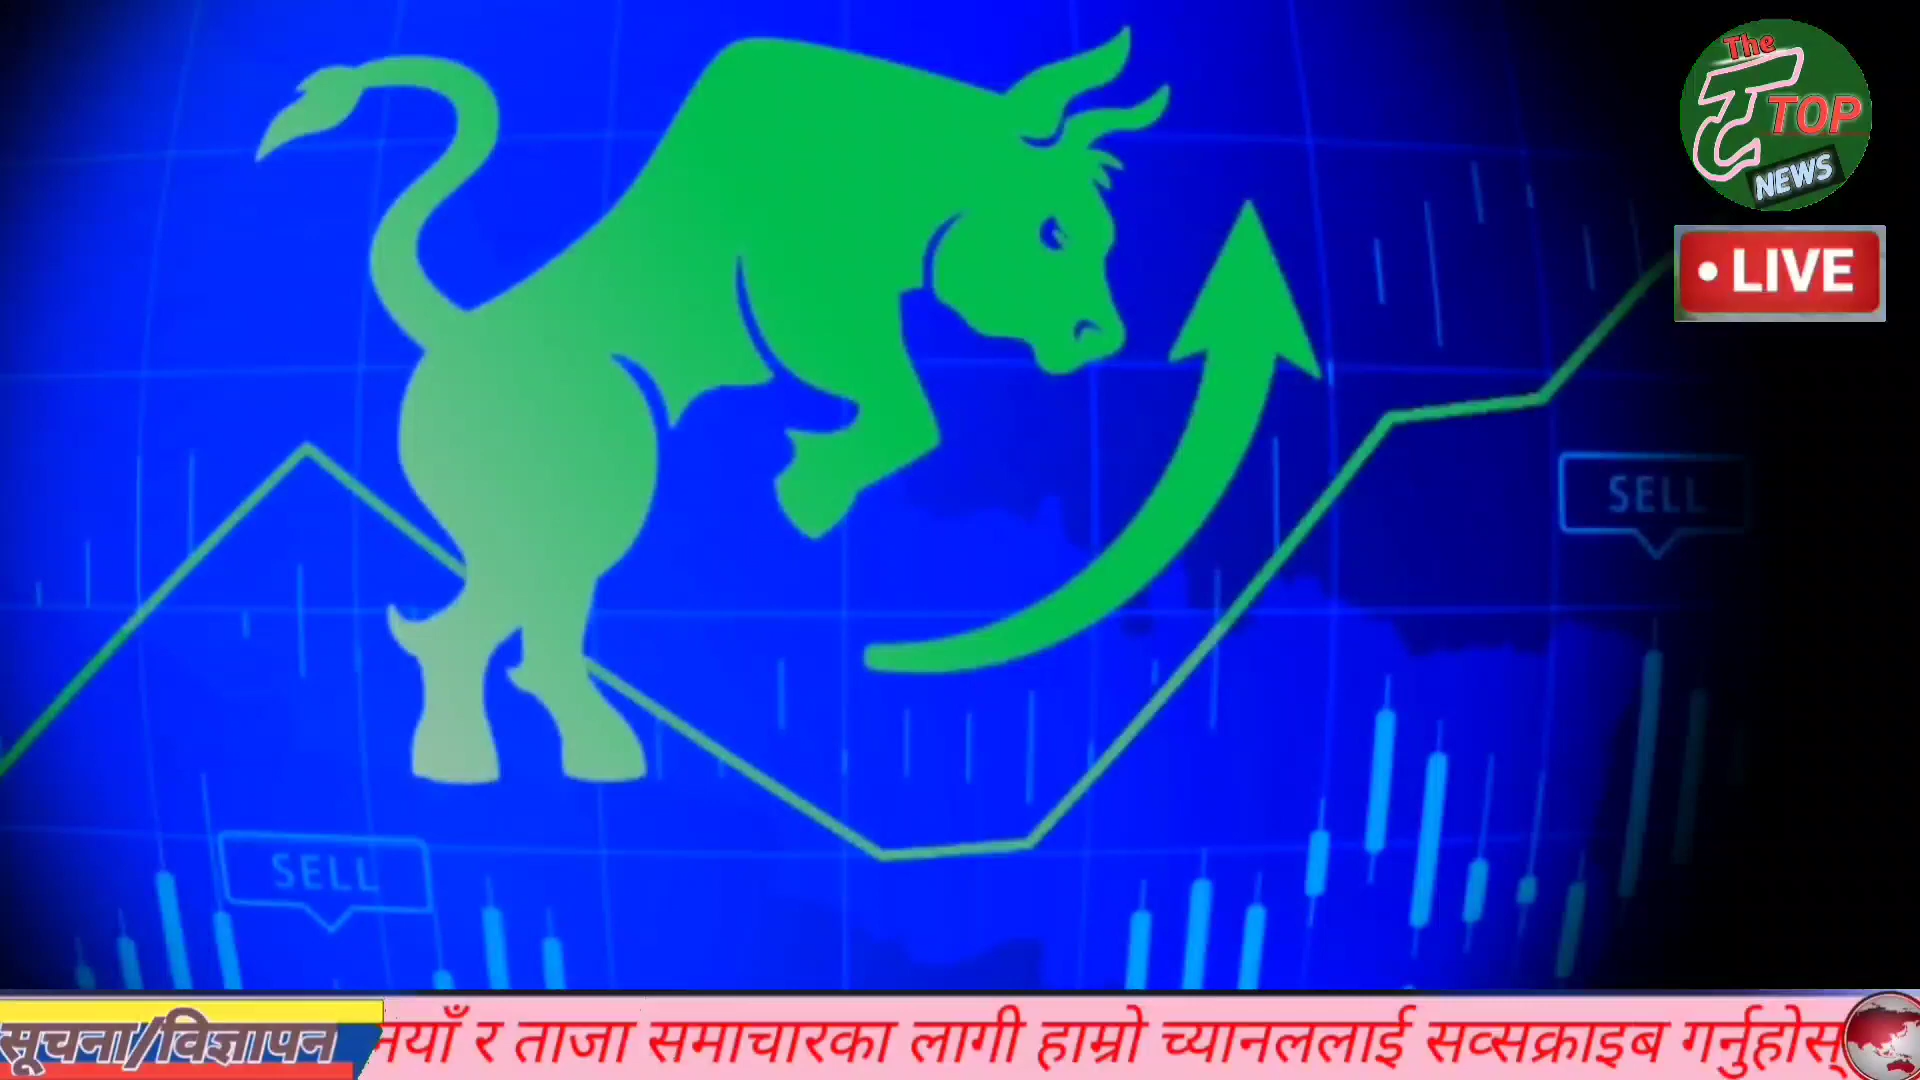 The
TOP
NEWS
• LIVE
SELL
SELL
सूचना/विज्ञापन
नयाँ र ताजा समाचारका लागी हाम्रो च्यानललाई सव्सक्राइब गर्नुहोस्